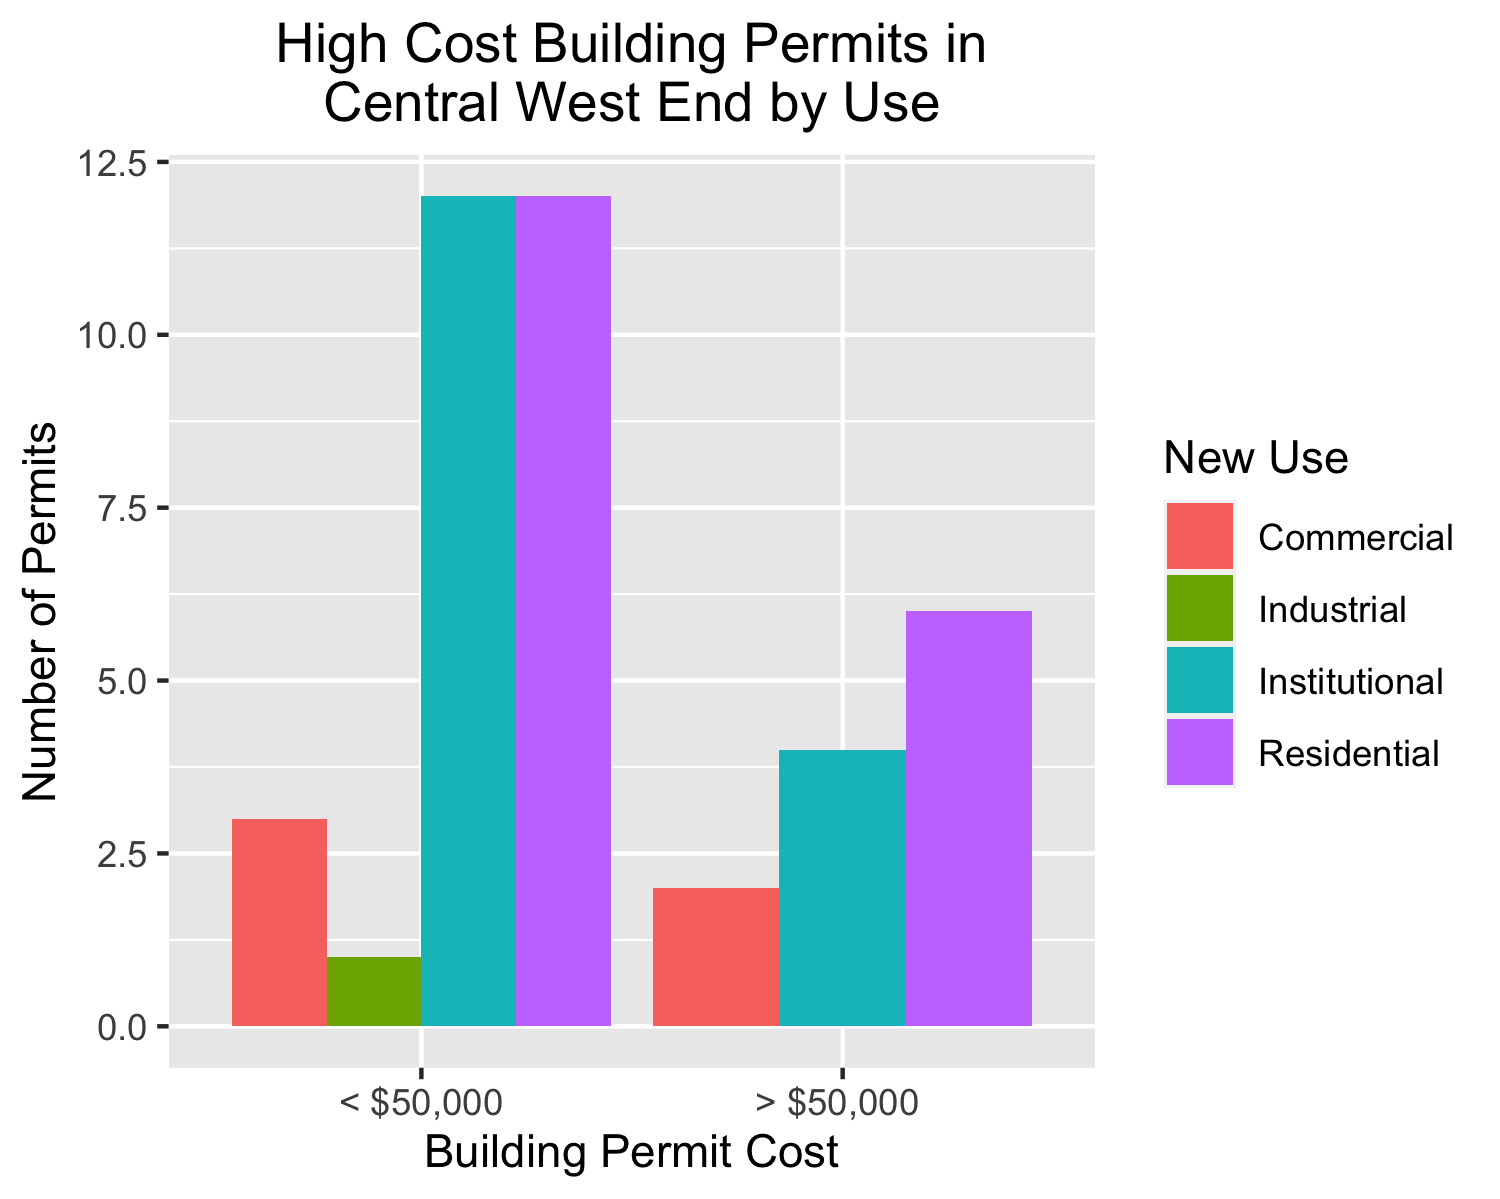 High Cost Building Permits in
Central West End by Use
12.5
10.0
7.5
5.0
2.5
0.0
Number of Permits
< $50,000
> $50,000
Building Permit Cost
New Use
Commercial
Industrial
Institutional
Residential